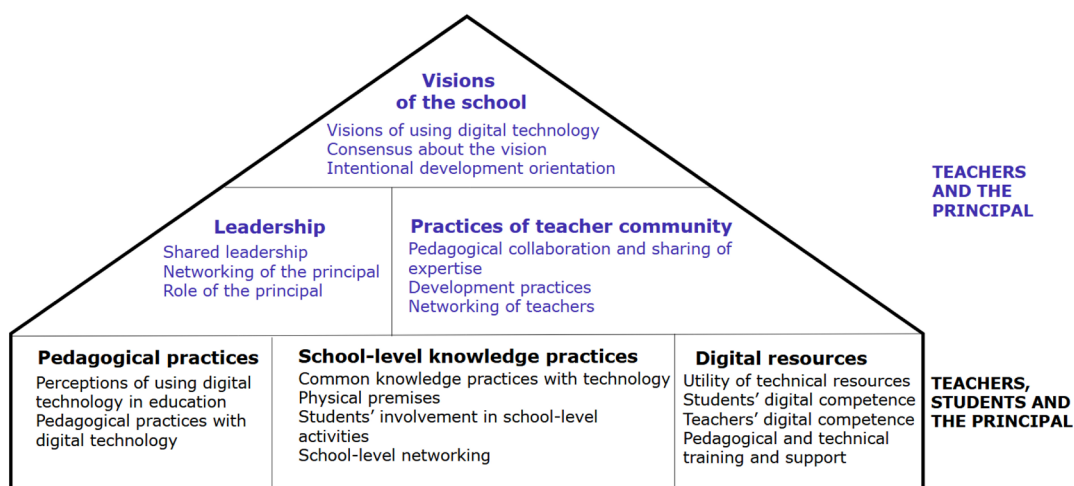 Visions
of the school
Visions of using digital technology
Consensus about the vision
Intentional development orientation
TEACHERS
AND THE
PRINCIPAL
Leadership
Shared leadership
Networking of the principal
Role of the principal
Practices of teacher community
Pedagogical collaboration and sharing of
expertise
Development practices
Networking of teachers
Pedagogical practices
Perceptions of using digital
technology in education
Pedagogical practices with
digital technology
School-level knowledge practices
Common knowledge practices with technology
Physical premises
Students’ involvement in school-level
activities
School-level networking
Digital resources
Utility of technical resources
Students’ digital competence
Teachers’ digital competence
Pedagogical and technical
training and support
TEACHERS,
STUDENTS AND
THE PRINCIPAL